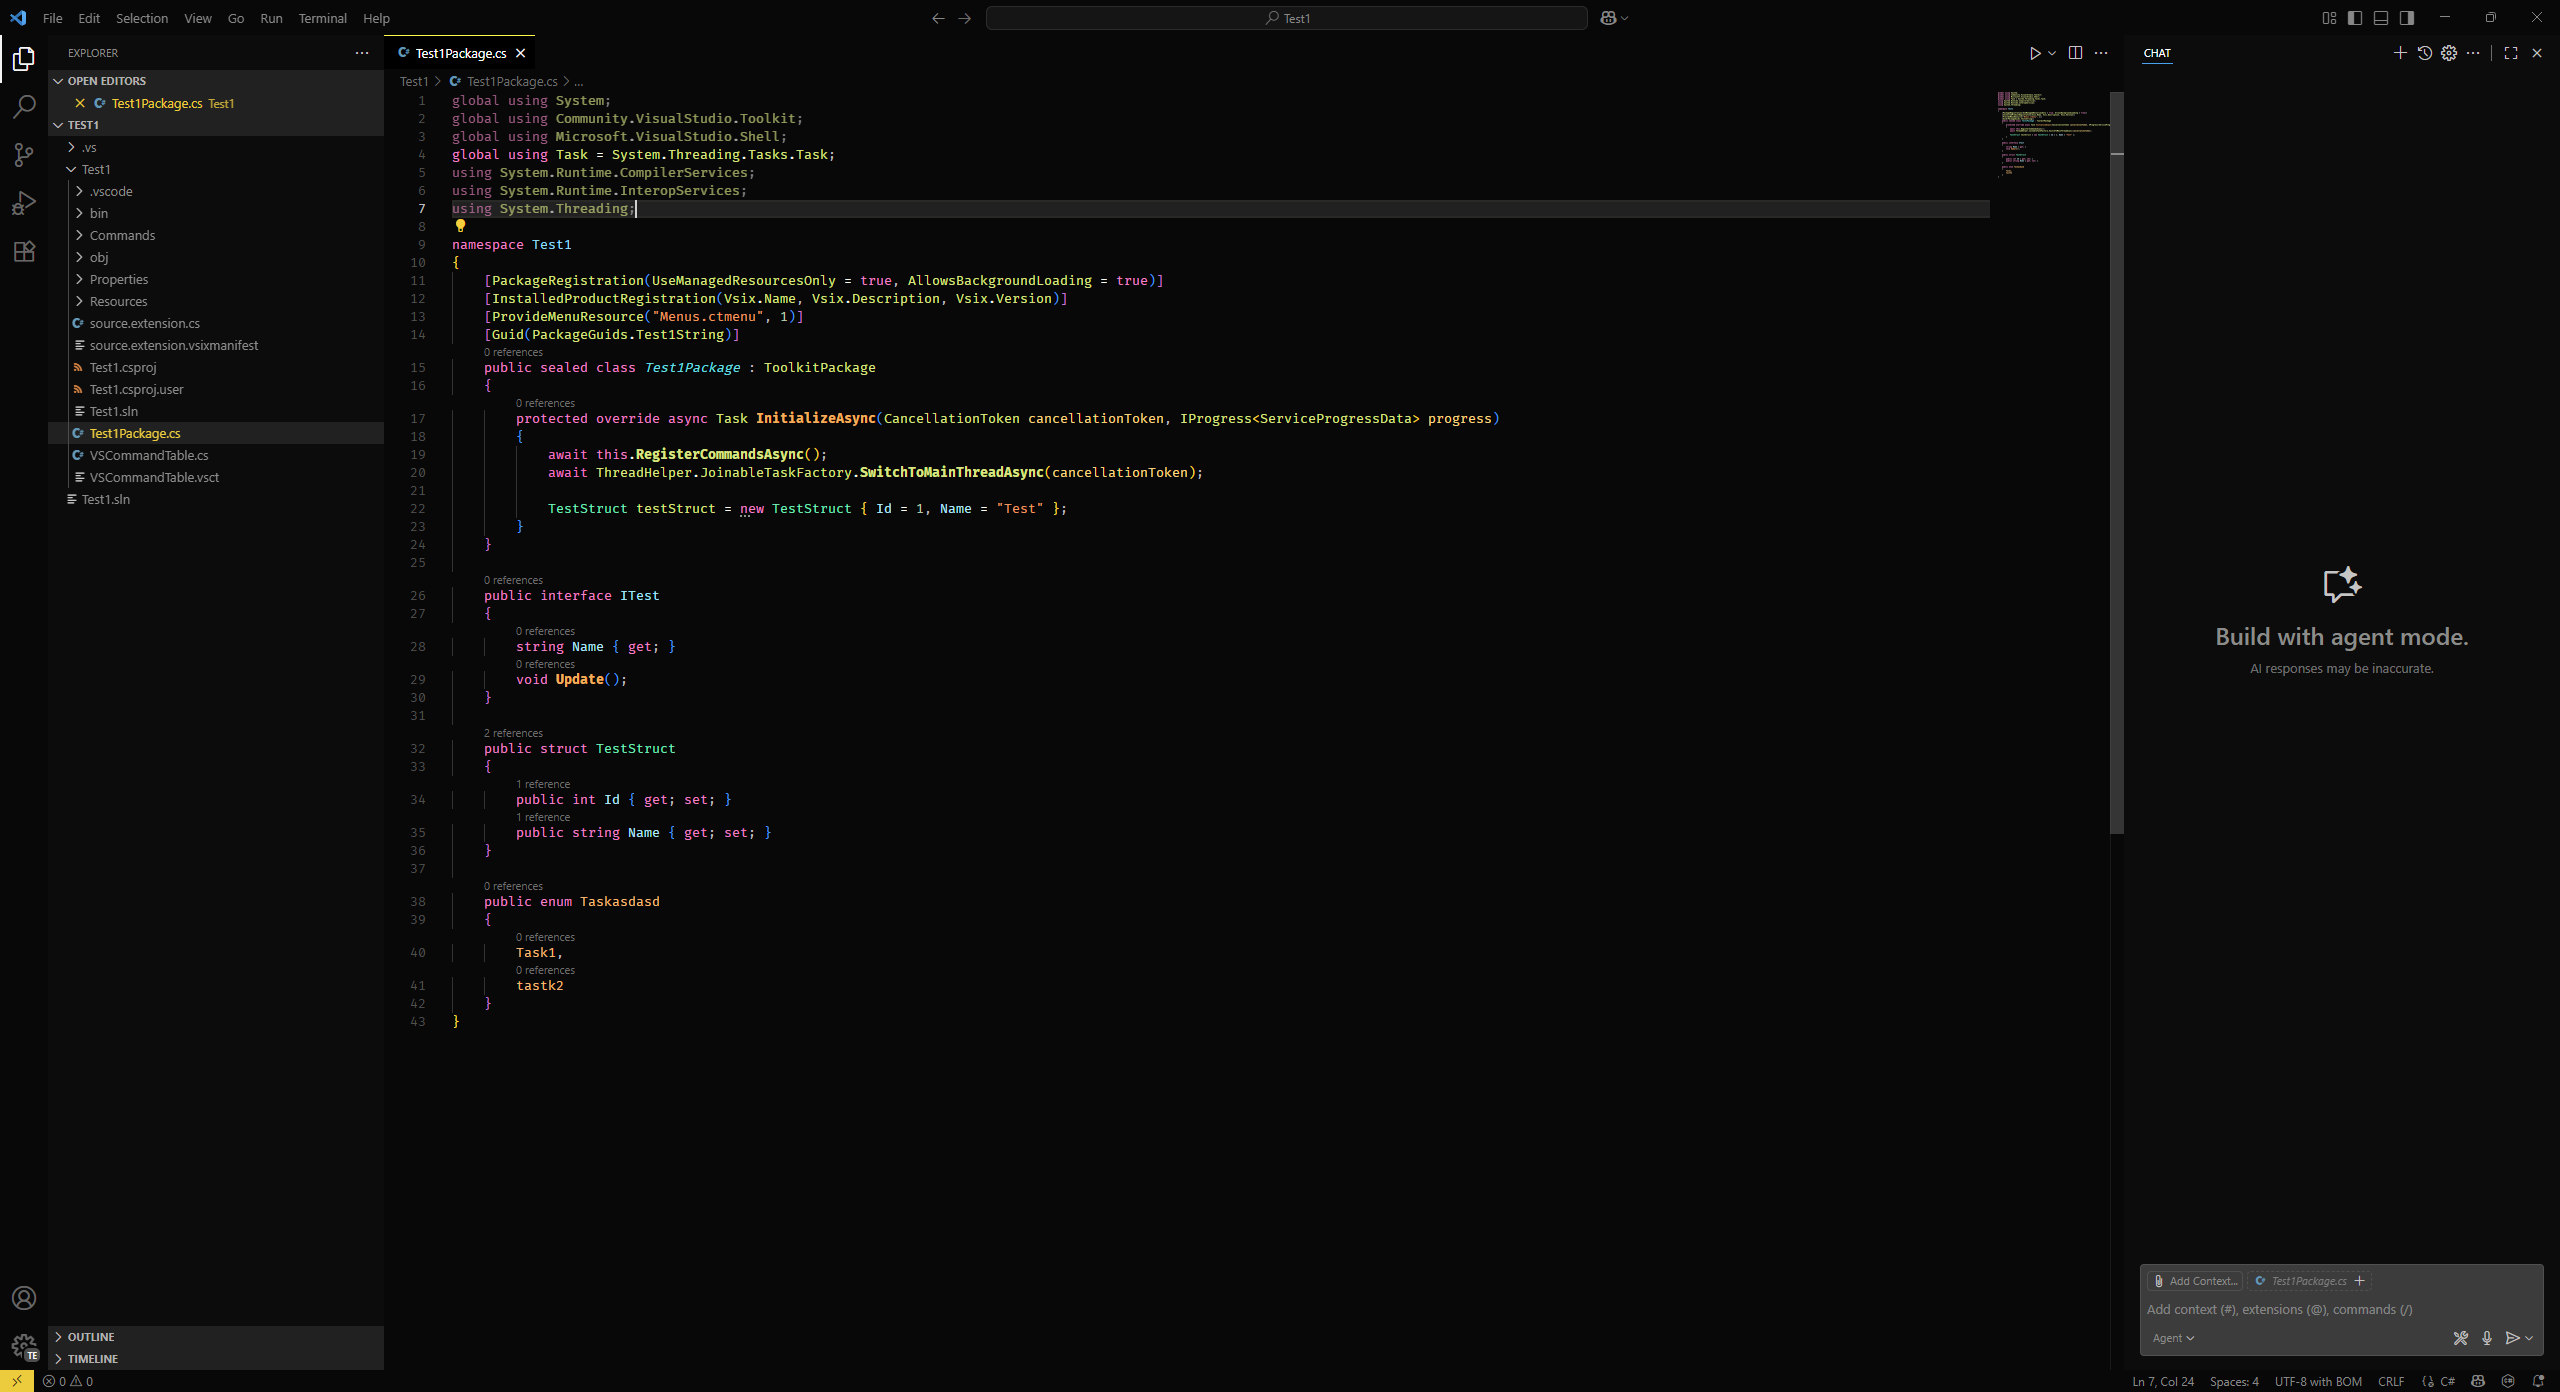 File Edit Selection View Go Run Terminal Help
Test1
EXPLORER
OPEN EDITORS
Test1Package.cs Test1
TEST1
.vs
Test1
.vscode
bin
Commands
obj
Properties
Resources
source.extension.cs
source.extension.vsixmanifest
Test1.csproj
Test1.csproj.user
Test1.sln
Test1Package.cs
VSCommandTable.cs
VSCommandTable.vsct
Test1.sln
OUTLINE
TIMELINE
TE
0 0
Test1Package.cs
Test1 > Test1Package.cs > ...
1 global using System;
2 global using Community.VisualStudio.Toolkit;
3 global using Microsoft.VisualStudio.Shell;
4 global using Task = System.Threading.Tasks.Task;
5 using System.Runtime.CompilerServices;
6 using System.Runtime.InteropServices;
7 using System.Threading;
8
9 namespace Test1
10 {
11 [PackageRegistration(UseManagedResourcesOnly = true, AllowsBackgroundLoading = true)]
12 [InstalledProductRegistration(Vsix.Name, Vsix.Description, Vsix.Version)]
13 [ProvideMenuResource("Menus.ctmenu", 1)]
14 [Guid(PackageGuids.Test1String)]
0 references
15 public sealed class Test1Package : ToolkitPackage
16 {
0 references
17 protected override async Task InitializeAsync(CancellationToken cancellationToken, IProgress<ServiceProgressData> progress)
18 {
19 await this.RegisterCommandsAsync();
20 await ThreadHelper.JoinableTaskFactory.SwitchToMainThreadAsync(cancellationToken);
21
22 TestStruct testStruct = new TestStruct { Id = 1, Name = "Test" };
23 }
24 }
25
0 references
26 public interface ITest
27 {
0 references
28 string Name { get; }
0 references
29 void Update();
30 }
31
2 references
32 public struct TestStruct
33 {
1 reference
34 public int Id { get; set; }
1 reference
35 public string Name { get; set; }
36 }
37
0 references
38 public enum Taskasdasd
39 {
0 references
40 Task1,
0 references
41 tastk2
42 }
43 }
CHAT
Build with agent mode.
AI responses may be inaccurate.
Add Context... Test1Package.cs
Add context (#), extensions (@), commands (/)
Agent
Ln 7, Col 24 Spaces: 4 UTF-8 with BOM CRLF C#